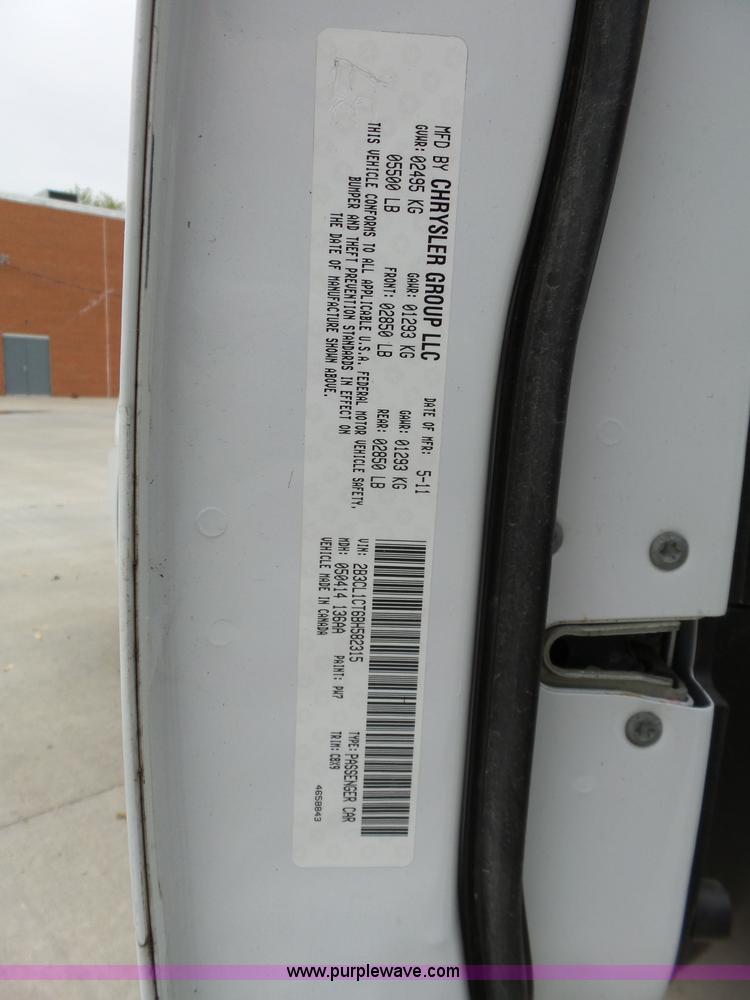 MFD BY CHRYSLER GROUP LLC DATE OF MFR: 5-11
GVWR: 02495 KG GAWR: 01293 KG GAWR: 01293 KG
05500 LB FRONT: 02850 LB REAR: 02850 LB
THIS VEHICLE CONFORMS TO ALL APPLICABLE U.S.A. FEDERAL MOTOR VEHICLE SAFETY,
BUMPER AND THEFT PREVENTION STANDARDS IN EFFECT ON
THE DATE OF MANUFACTURE SHOWN ABOVE.
VIN: 2B3CL1CT6BH582315 TYPE: PASSENGER CAR
MDH: 050414 136AA PAINT: PW7 TRIM: C8X9
VEHICLE MADE IN CANADA
4658843
www.purplewave.com